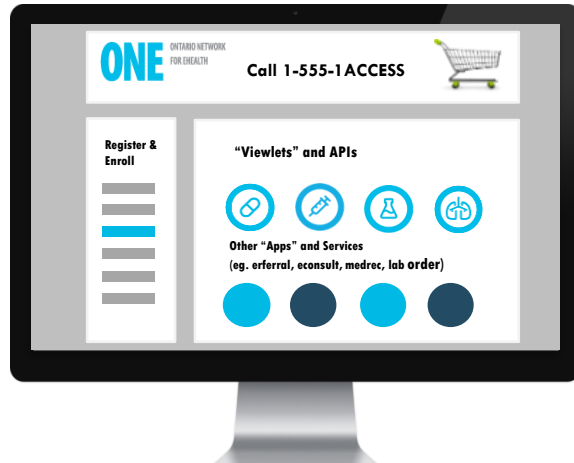 ONE
ONTARIO NETWORK
FOR EHEALTH
Call 1-555-1ACCESS
Register &
Enroll
“Viewlets” and APIs
Other “Apps” and Services
(eg. erferral, econsult, medrec, lab order)